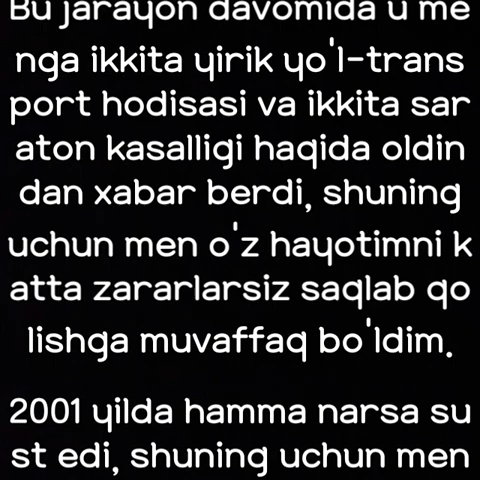 Bu jarayon davomida u me
nga ikkita yirik yo'l-trans
port hodisasi va ikkita sar
aton kasalligi haqida oldin
dan xabar berdi, shuning
uchun men o'z hayotimni k
atta zararlarsiz saqlab qo
lishga muvaffaq bo'ldim.
2001 yilda hamma narsa su
st edi, shuning uchun men